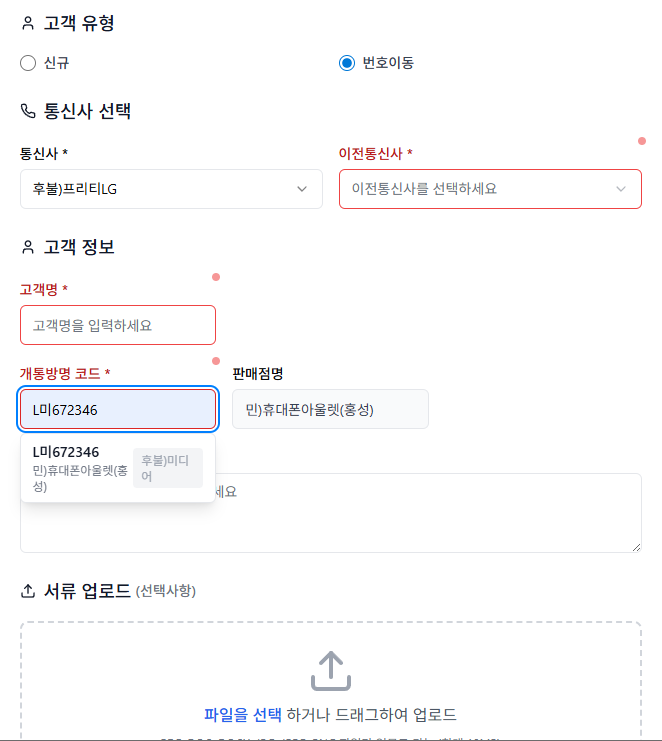 고객 유형
신규
번호이동
통신사 선택
통신사 *
이전통신사 *
후불)프리티LG
이전통신사를 선택하세요
고객 정보
고객명 *
고객명을 입력하세요
개통방명 코드 *
판매점명
L미672346
민)휴대폰아울렛(홍성)
L미672346
민)휴대폰아울렛(홍
성)
후불)미디
어
세요
서류 업로드 (선택사항)
파일을 선택 하거나 드래그하여 업로드